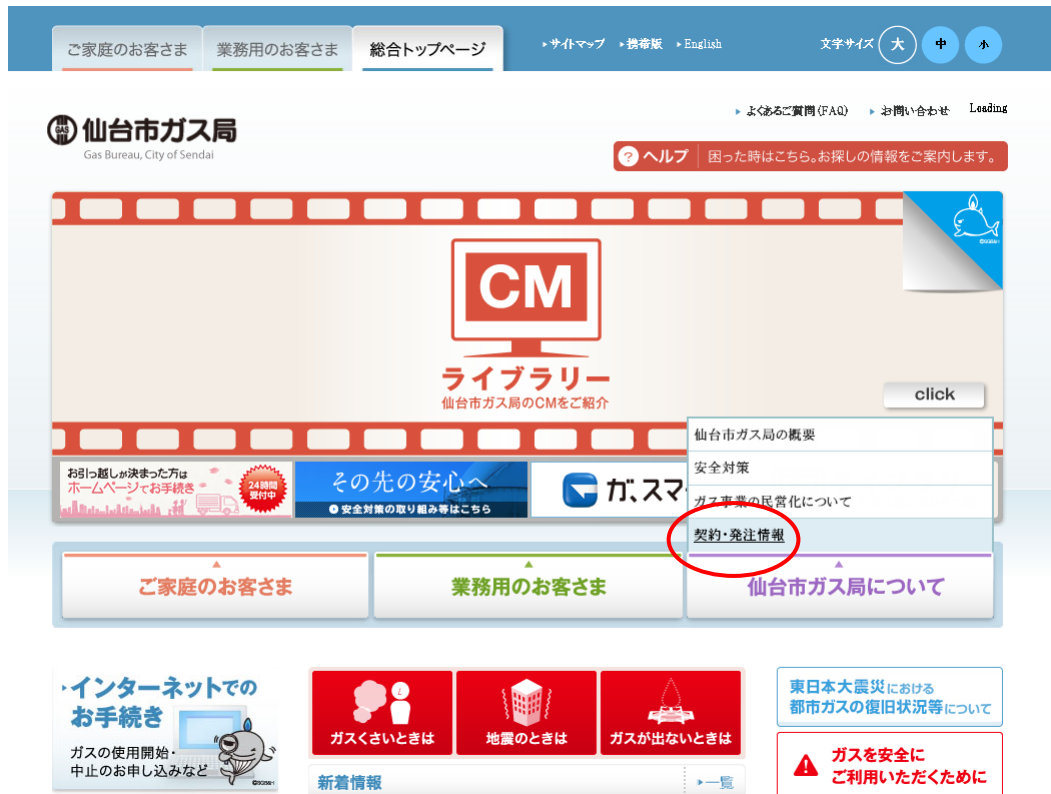 ご家庭のお客さま
業務用のお客さま
総合トップページ
サイトマップ
携帯版
English
文字サイズ
大
中
小
よくあるご質問(FAQ)
お問い合わせ
Loading
GAS
仙台市ガス局
Gas Bureau, City of Sendai
? ヘルプ 困った時はこちら。お探しの情報をご案内します。
CM
ライブラリー
仙台市ガス局のCMをご紹介
click
仙台市ガス局の概要
安全対策
ガス事業の民営化について
契約・発注情報
お引っ越しが決まった方は
ホームページでお手続き
24時間
受付中
その先の安心へ
安全対策の取り組み等はこちら
ガ、スマ
ご家庭のお客さま
業務用のお客さま
仙台市ガス局について
インターネットでの
お手続き
ガスの使用開始・
中止のお申し込みなど
ガスくさいときは
地震のときは
ガスが出ないときは
新着情報
一覧
東日本大震災における
都市ガスの復旧状況等について
ガスを安全に
ご利用いただくために